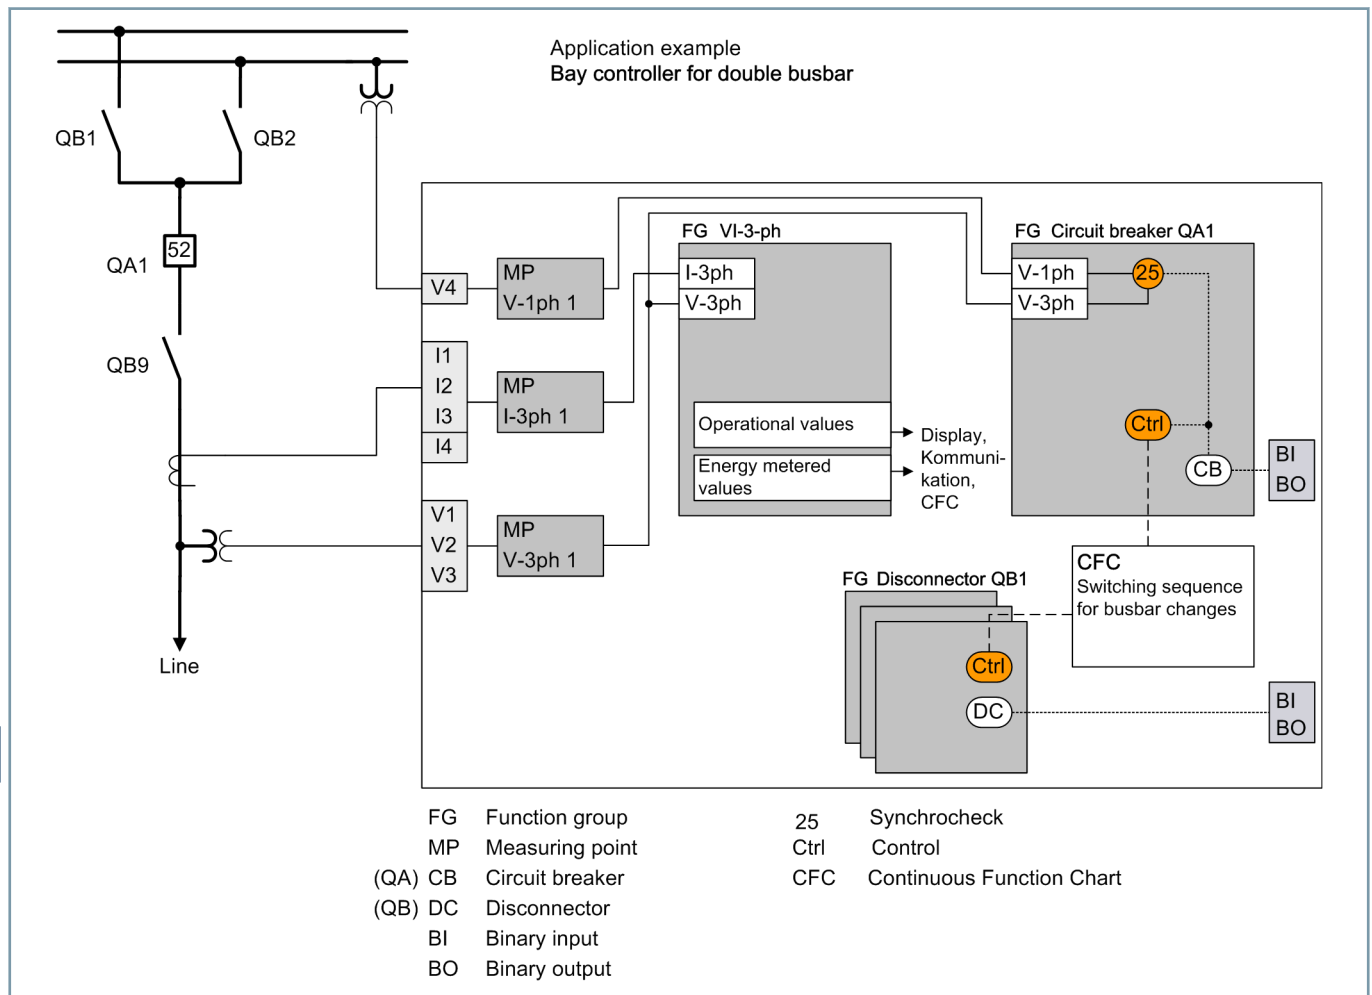 Application example
Bay controller for double busbar
QB1
QB2
52
QA1
QB9
Line
V4
I1
I2
I3
I4
V1
V2
V3
MP
V-1ph 1
MP
I-3ph 1
MP
V-3ph 1
FG VI-3-ph
I-3ph
V-3ph
Operational values
Energy metered
values
Display,
Kommuni-
kation,
CFC
FG Circuit breaker QA1
V-1ph
V-3ph
25
Ctrl
CB
BI
BO
CFC
Switching sequence
for busbar changes
FG Disconnector QB1
Ctrl
DC
BI
BO
FG Function group
MP Measuring point
(QA) CB Circuit breaker
(QB) DC Disconnector
BI Binary input
BO Binary output
25 Synchrocheck
Ctrl Control
CFC Continuous Function Chart